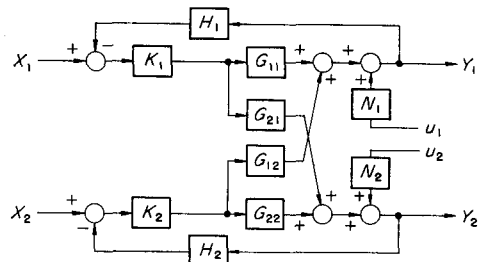 H₁
+ −
X₁ K₁ G₁₁ + + Y₁
+ +
N₁
G₂₁
u₁
u₂
G₁₂
N₂
+ +
X₂ + K₂ G₂₂ + + Y₂
−
H₂